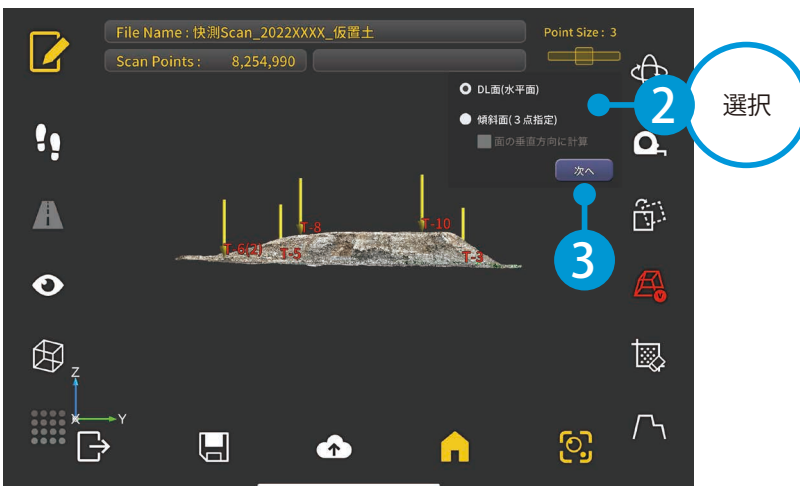 File Name : 快測Scan_2022XXXX_仮置土
Point Size : 3
Scan Points : 8,254,990
DL面(水平面)
2
選択
傾斜面(3点指定)
面の垂直方向に計算
次へ
3
T-8
T-10
T-6(2)
T-5
T-3
V
Z
X
Y